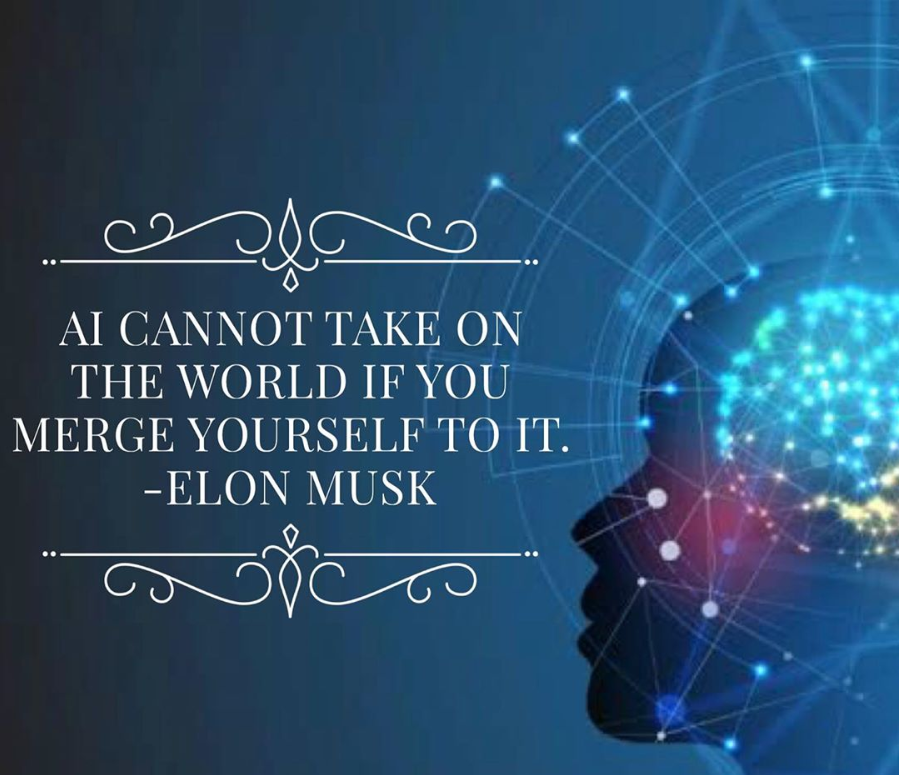 AI CANNOT TAKE ON
THE WORLD IF YOU
MERGE YOURSELF TO IT.
-ELON MUSK